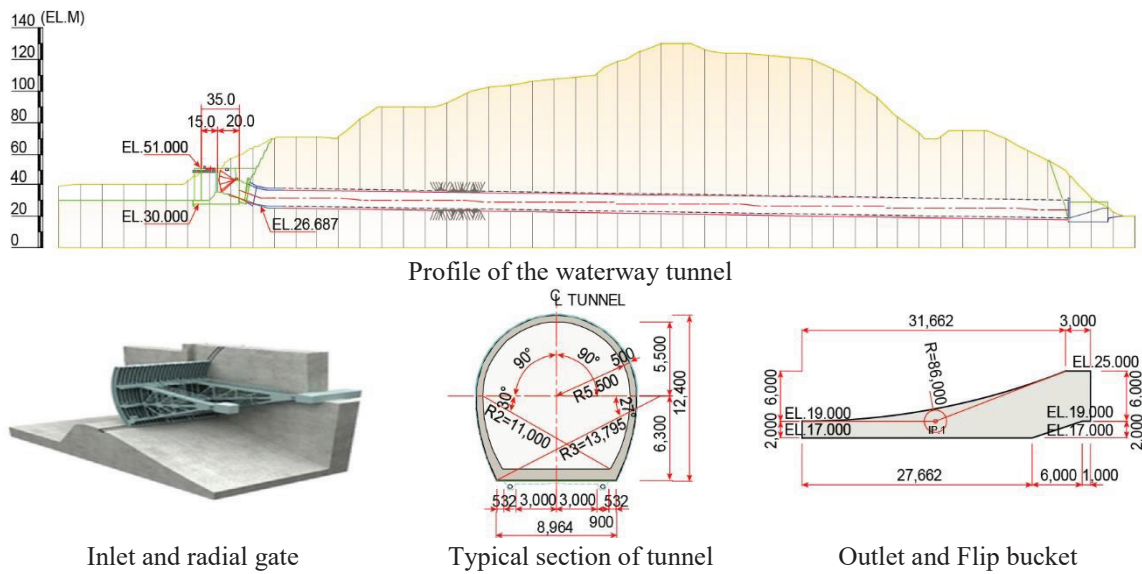 140 (EL.M)
120
100
80
60
40
20
0
35.0
15.0 20.0
EL.51.000
EL.30.000
EL.26.687
Profile of the waterway tunnel
℄ TUNNEL
90° 90°
500
R5,500
30°
27°
R2=11,000
R3=13,795
5,500
12,400
6,300
532 3,000 3,000 532
900
8,964
31,662 3,000
R=86,000
EL.25.000
6,000
6,000
EL.19.000
EL.19.000
IP.1
EL.17.000
EL.17.000
2,000
2,000
27,662 6,000 1,000
Inlet and radial gate
Typical section of tunnel
Outlet and Flip bucket